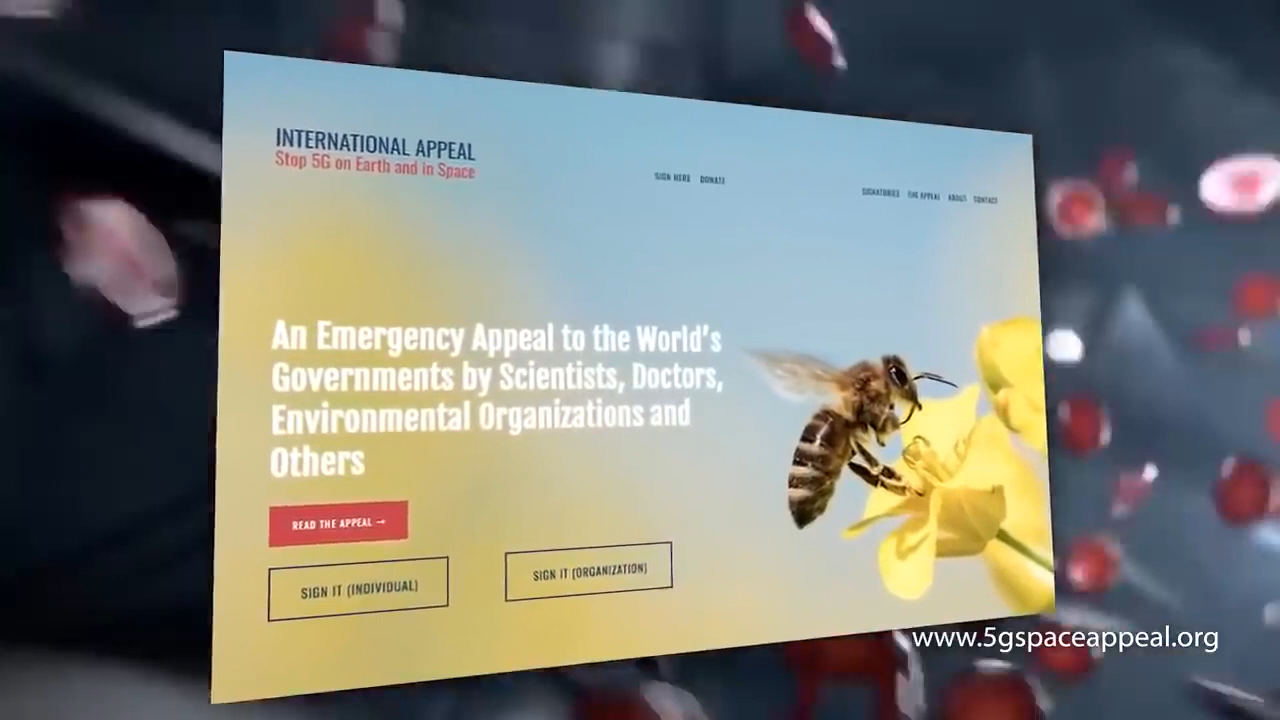 INTERNATIONAL APPEAL
Stop 5G on Earth and in Space
SIGN HERE DONATE
SIGNATORIES THE APPEAL ABOUT CONTACT
An Emergency Appeal to the World's
Governments by Scientists, Doctors,
Environmental Organizations and
Others
READ THE APPEAL →
SIGN IT (INDIVIDUAL)
SIGN IT (ORGANIZATION)
www.5gspaceappeal.org